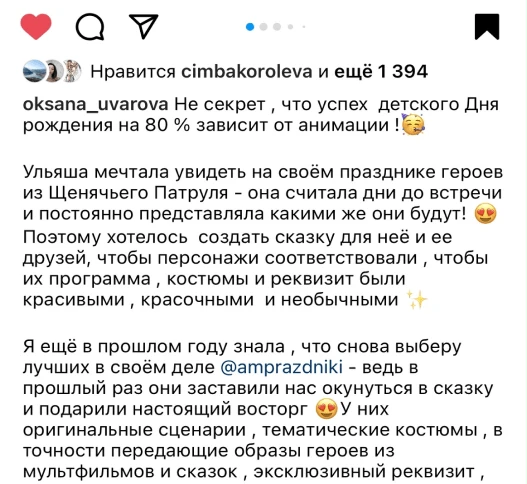 Нравится cimbakoroleva и ещё 1 394
oksana_uvarova Не секрет , что успех детского Дня
рождения на 80 % зависит от анимации !🥳
Ульяша мечтала увидеть на своём празднике героев
из Щенячьего Патруля - она считала дни до встречи
и постоянно представляла какими же они будут! 😍
Поэтому хотелось создать сказку для неё и ее
друзей, чтобы персонажи соответствовали , чтобы
их программа , костюмы и реквизит были
красивыми , красочными и необычными ✨
Я ещё в прошлом году знала , что снова выберу
лучших в своём деле @amprazdniki - ведь в
прошлый раз они заставили нас окунуться в сказку
и подарили настоящий восторг 😍У них
оригинальные сценарии , тематические костюмы , в
точности передающие образы героев из
мультфильмов и сказок , эксклюзивный реквизит ,